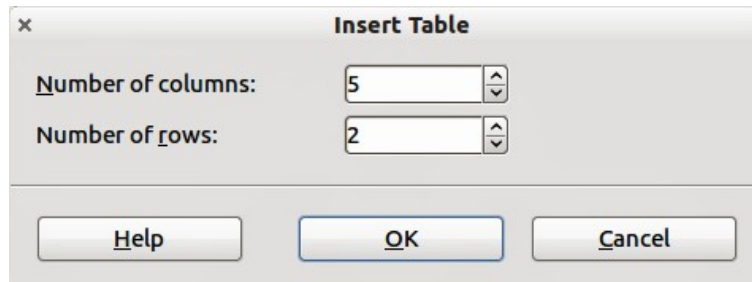 Insert Table
Number of columns: 5
Number of rows: 2
Help OK Cancel